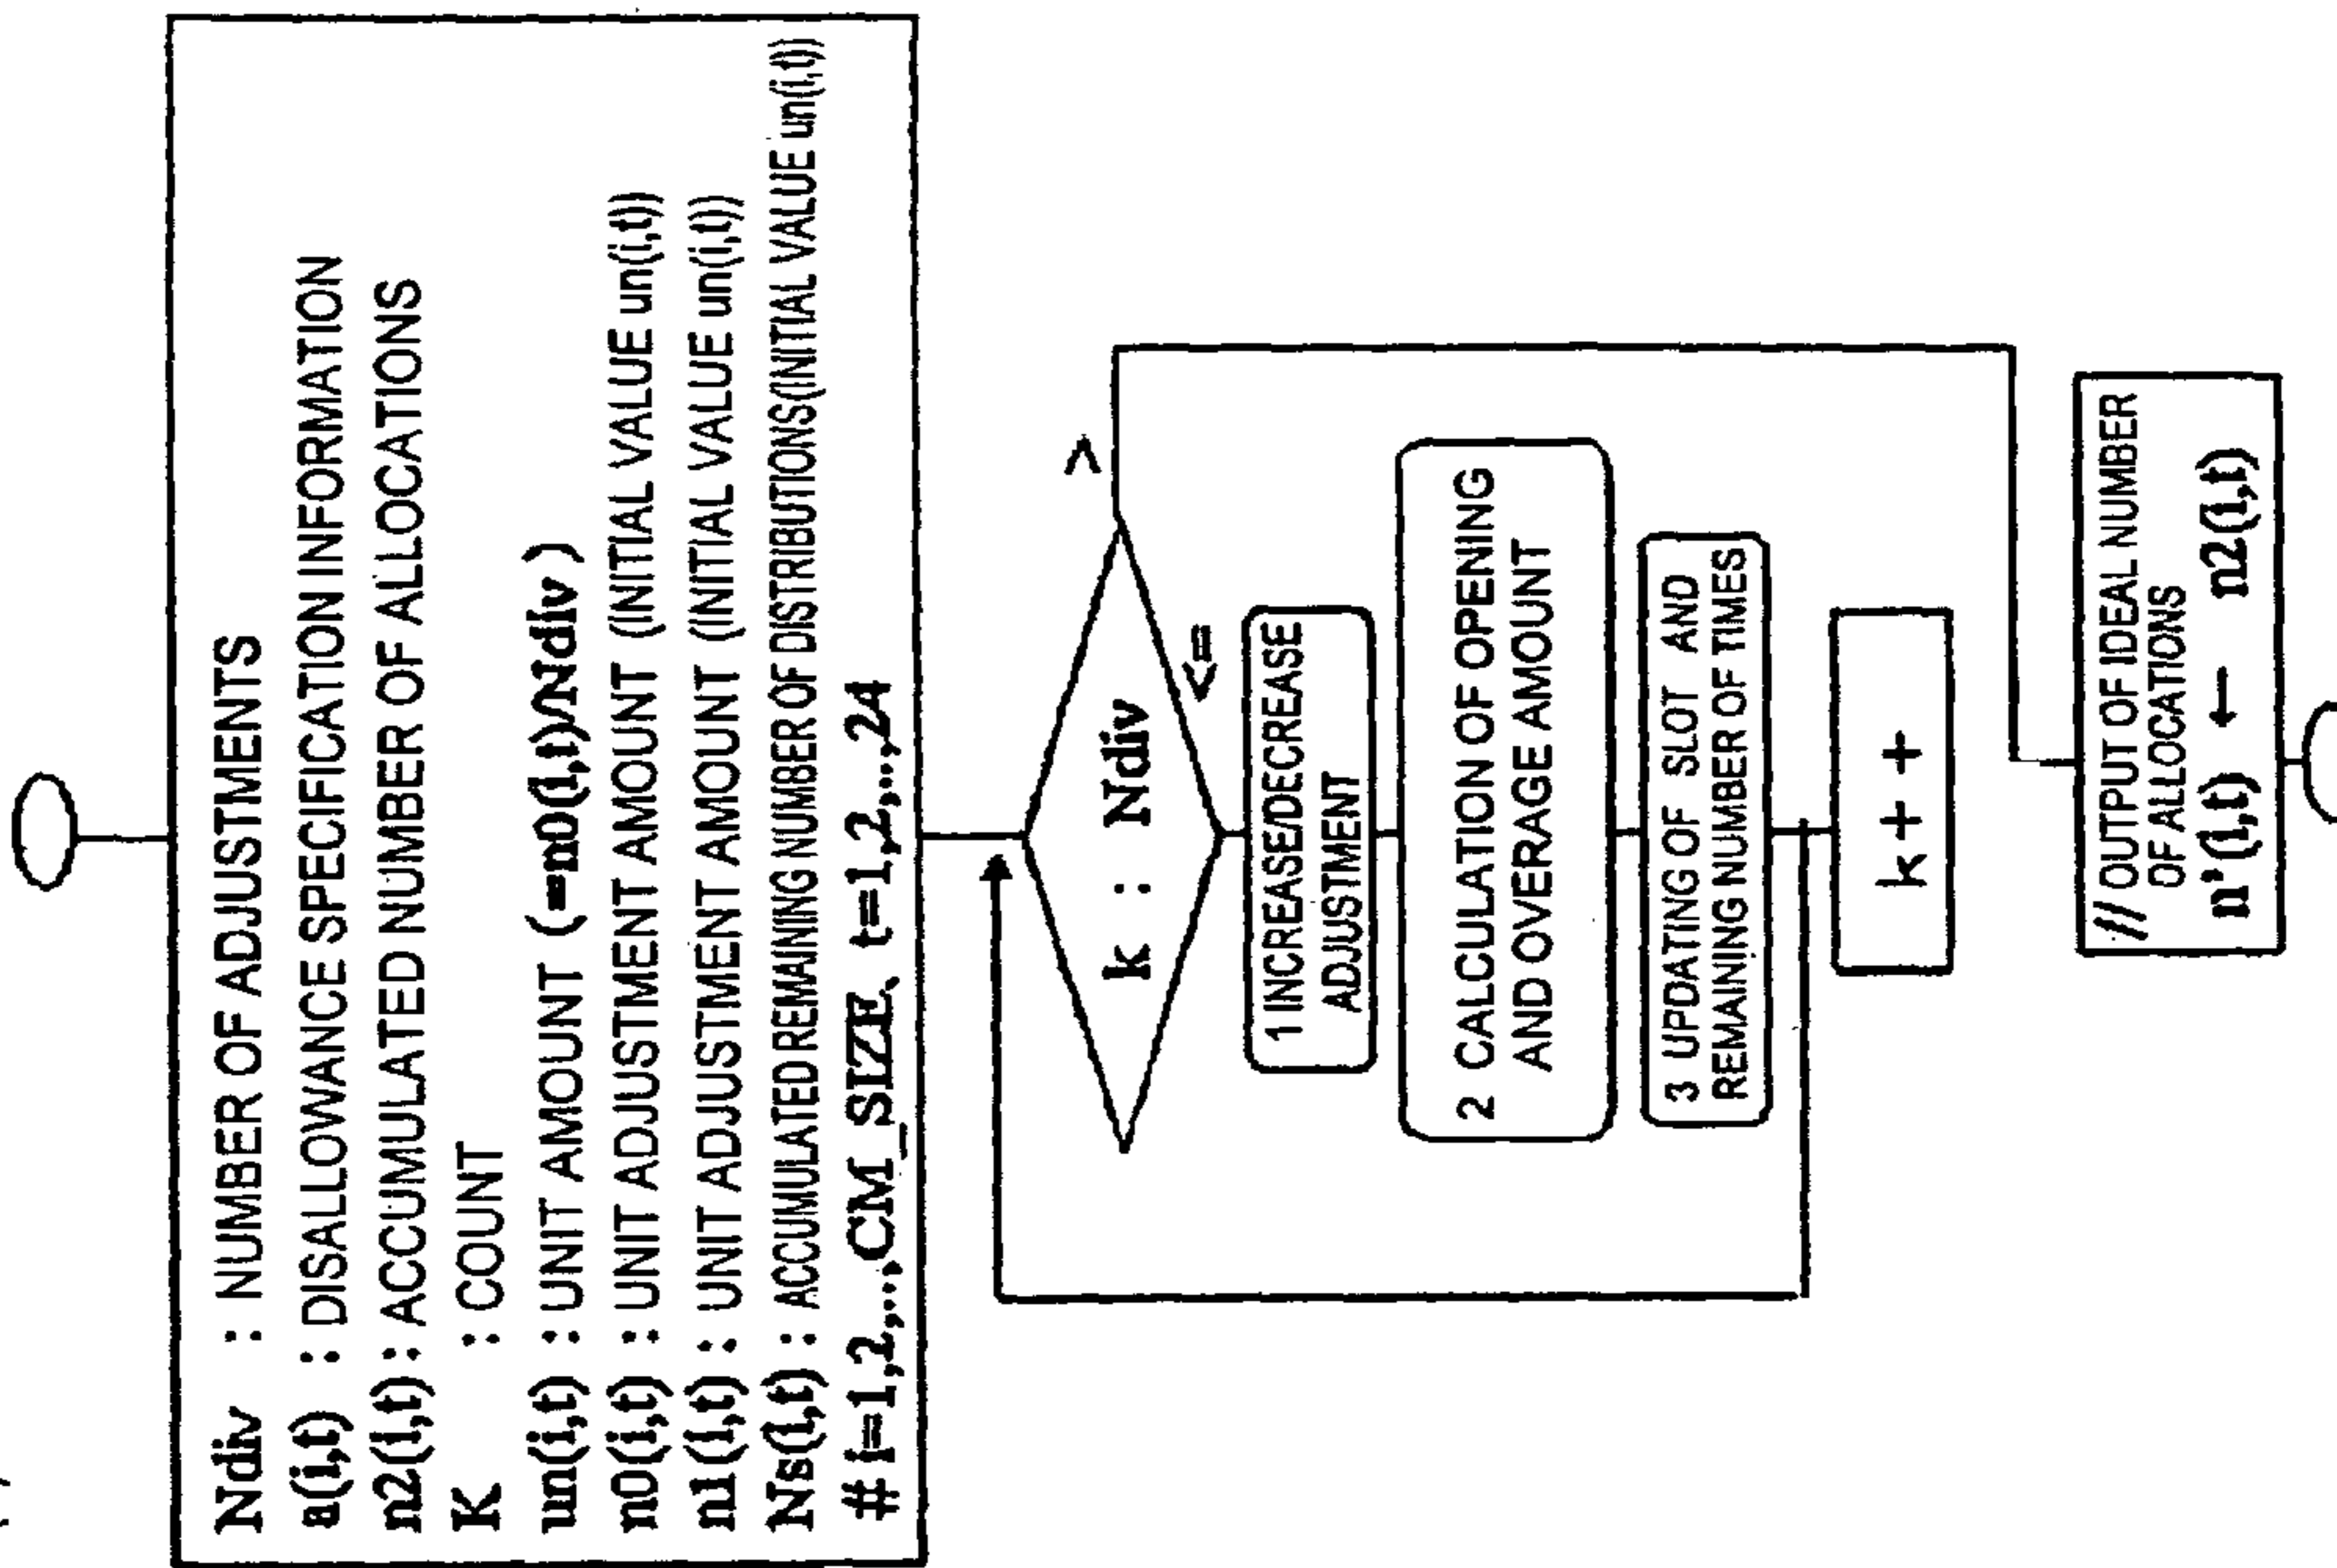 Ndiv : NUMBER OF ADJUSTMENTS
a(i,t) : DISALLOWANCE SPECIFICATION INFORMATION
n2(i,t) : ACCUMULATED NUMBER OF ALLOCATIONS
K : COUNT
un(i,t) : UNIT AMOUNT (=n0(i,t)/Ndiv)
n0(i,t) : UNIT ADJUSTMENT AMOUNT (INITIAL VALUE un(i,t))
n1(i,t) : UNIT ADJUSTMENT AMOUNT (INITIAL VALUE un(i,t))
Ns(i,t) : ACCUMULATED REMAINING NUMBER OF DISTRIBUTIONS(INITIAL VALUE un(i,t))
# i=1,2,...,CM_SIZE、t=1,2,...,24
k : Ndiv
>
<=
1 INCREASE/DECREASE
ADJUSTMENT
2 CALCULATION OF OPENING
AND OVERAGE AMOUNT
3 UPDATING OF SLOT AND
REMAINING NUMBER OF TIMES
k + +
// OUTPUT OF IDEAL NUMBER
OF ALLOCATIONS
n'(i,t) ← n2(i,t)